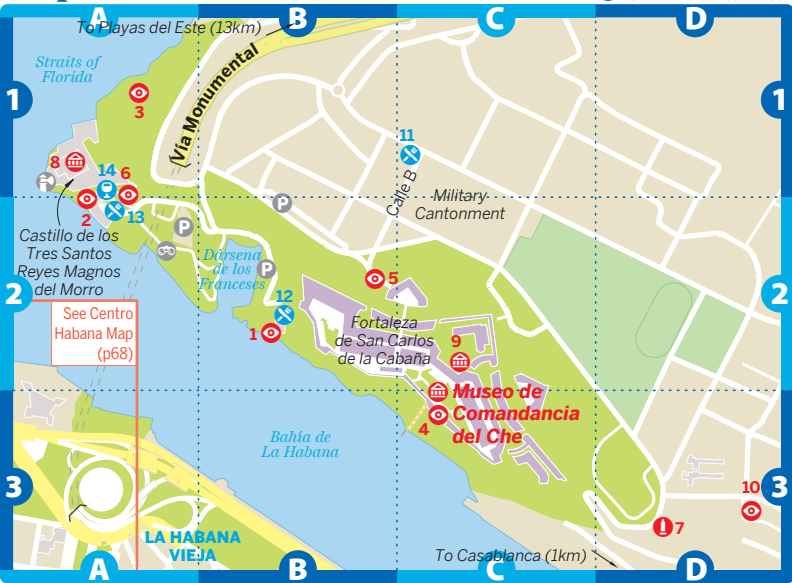 A
B
C
D
To Playas del Este (13km)
Straits of
Florida
Vía Monumental
1
1
3
11
8
14
6
Calle B
Military
Cantonment
2
13
P
P
Castillo de los
Tres Santos
Reyes Magnos
del Morro
Dársena
de los
Franceses
P
5
2
2
See Centro
Habana Map
(p68)
12
1
Fortaleza
de San Carlos
de la Cabaña
9
Museo de
Comandancia
del Che
4
Bahía de
La Habana
3
3
10
7
LA HABANA
VIEJA
To Casablanca (1km)
A
B
C
D